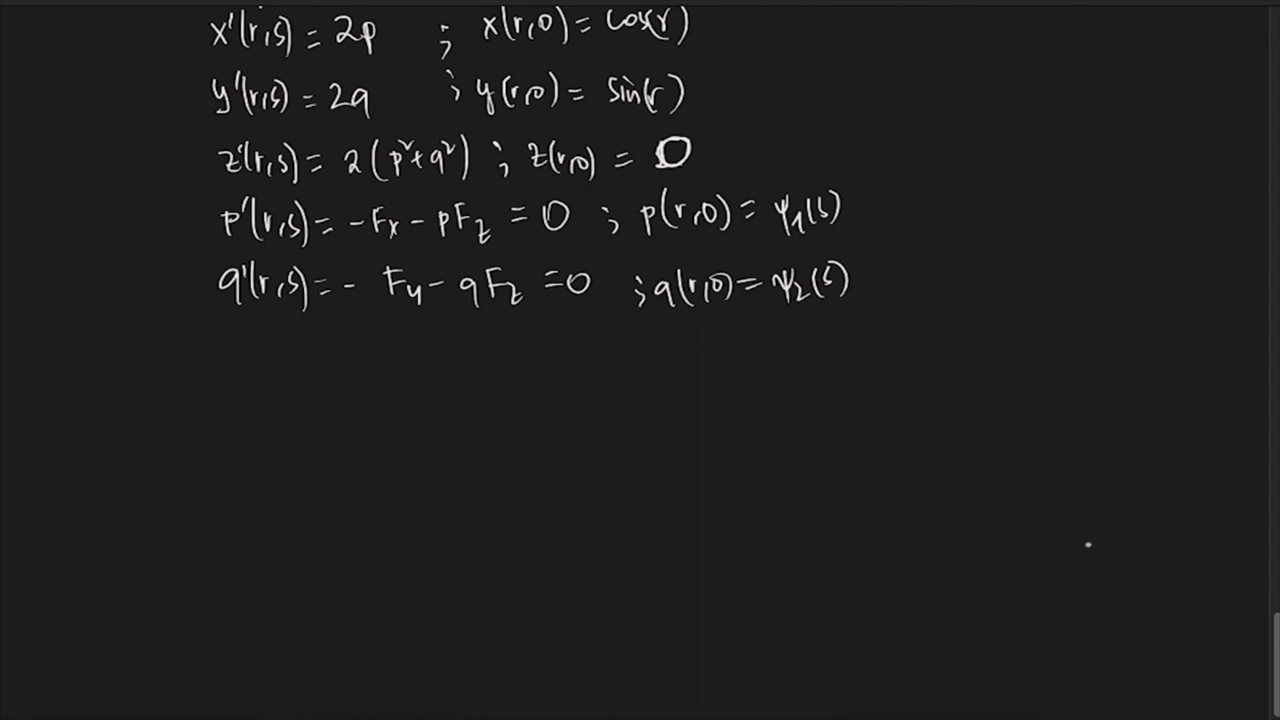 x'(r,s) = 2p ; x(r,0) = cos(r)
y'(r,s) = 2q ; y(r,0) = sin(r)
z'(r,s) = 2(p²+q²) ; z(r,0) = 0
p'(r,s) = -Fx - pFz = 0 ; p(r,0) = ψ1(s)
q'(r,s) = - Fy - qFz = 0 ; q(r,0) = ψ2(s)